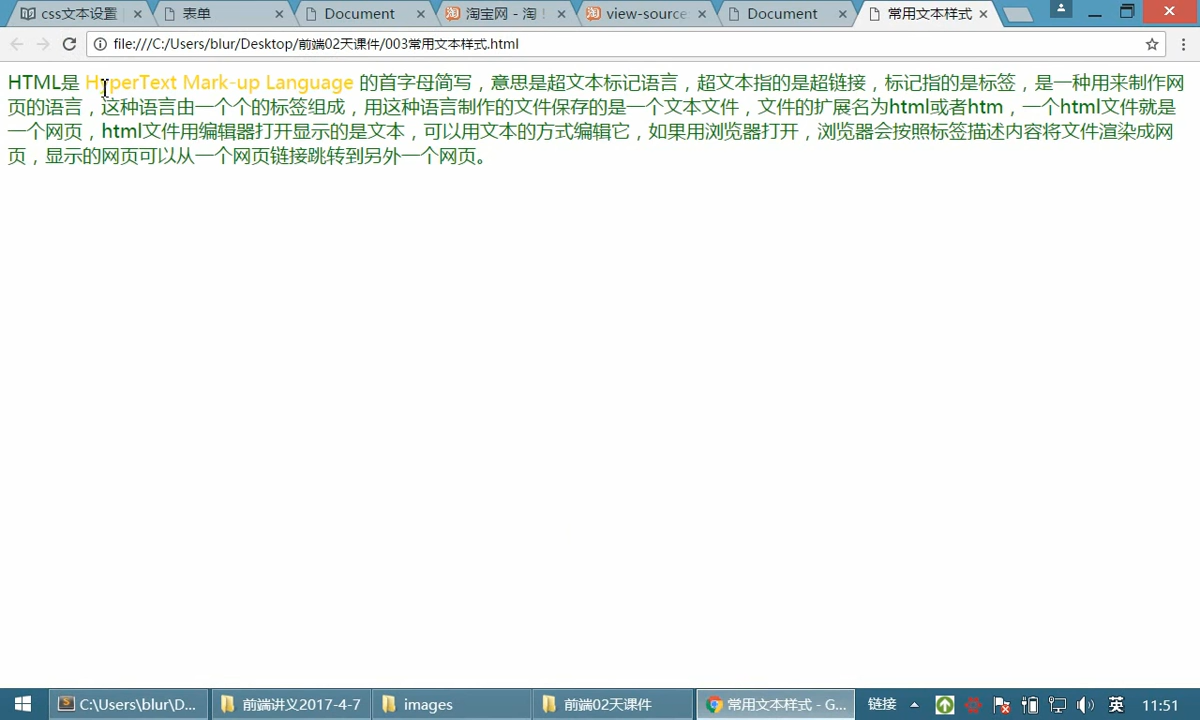 css文本设置
表单
Document
淘宝网 - 淘！
view-source
Document
常用文本样式
file:///C:/Users/blur/Desktop/前端02天课件/003常用文本样式.html
HTML是 HyperText Mark-up Language 的首字母简写，意思是超文本标记语言，超文本指的是超链接，标记指的是标签，是一种用来制作网
页的语言，这种语言由一个个的标签组成，用这种语言制作的文件保存的是一个文本文件，文件的扩展名为html或者htm，一个html文件就是
一个网页，html文件用编辑器打开显示的是文本，可以用文本的方式编辑它，如果用浏览器打开，浏览器会按照标签描述内容将文件渲染成网
页，显示的网页可以从一个网页链接跳转到另外一个网页。
C:\Users\blur\D...
前端讲义2017-4-7
images
前端02天课件
常用文本样式 - G...
链接
英
11:51